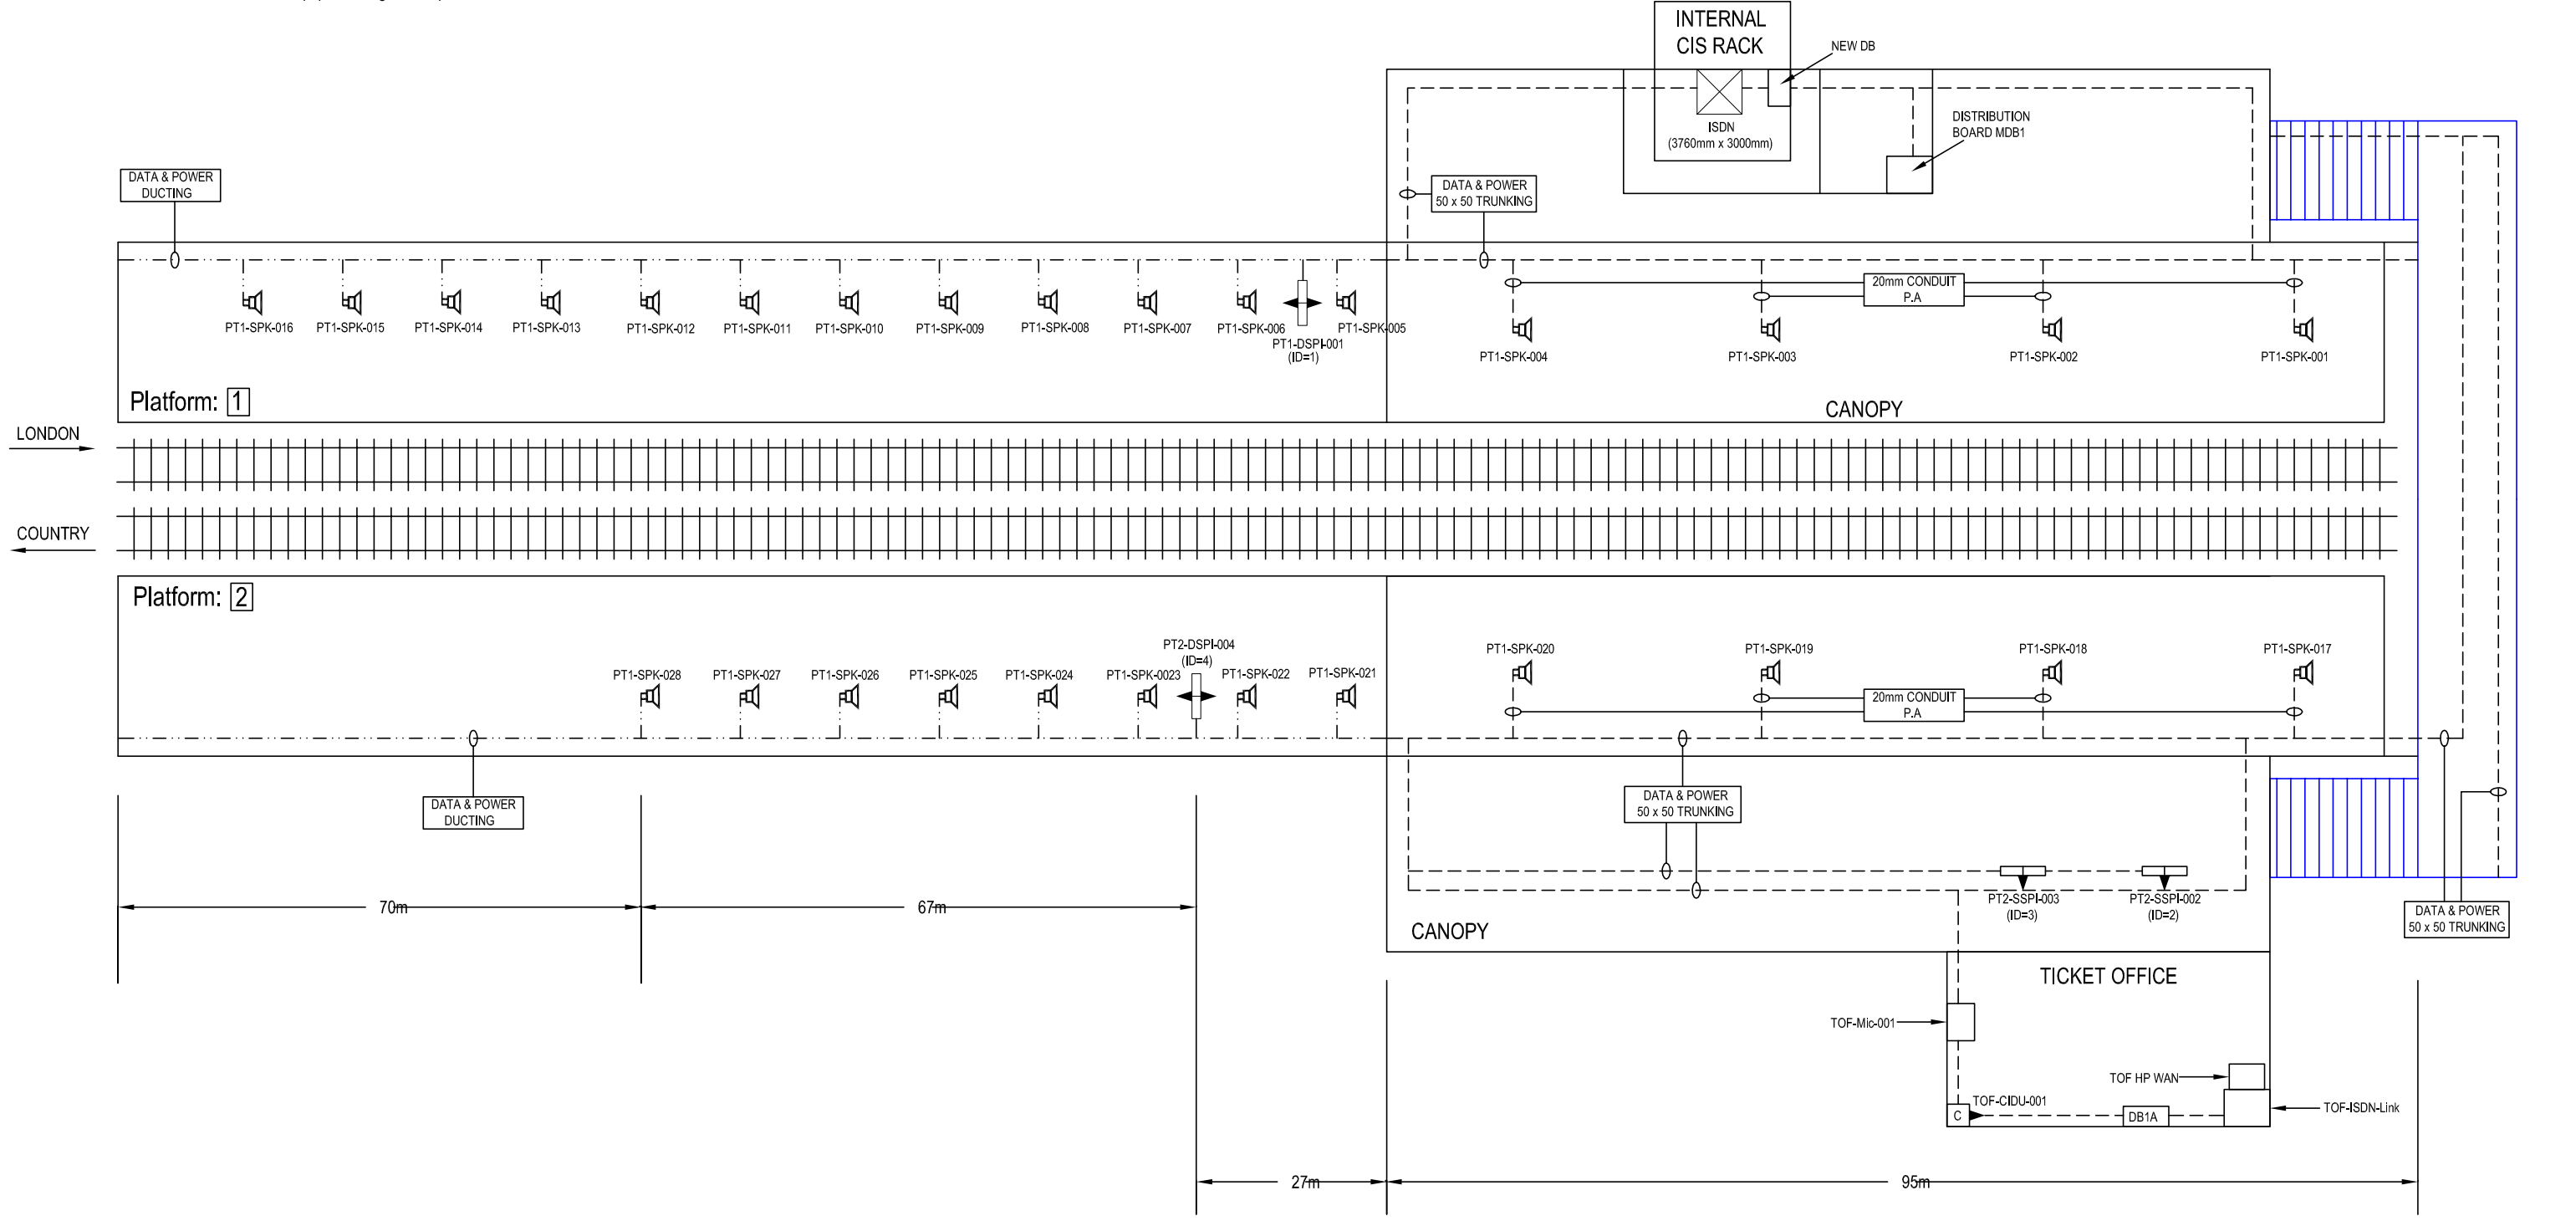 INTERNAL
CIS RACK
NEW DB
ISDN
(3760mm x 3000mm)
DISTRIBUTION
BOARD MDB1
DATA & POWER
DUCTING
DATA & POWER
50 x 50 TRUNKING
20mm CONDUIT
P.A
PT1-SPK-016
PT1-SPK-015
PT1-SPK-014
PT1-SPK-013
PT1-SPK-012
PT1-SPK-011
PT1-SPK-010
PT1-SPK-009
PT1-SPK-008
PT1-SPK-007
PT1-SPK-006
PT1-SPK-005
PT1-DSPI-001
(ID=1)
PT1-SPK-004
PT1-SPK-003
PT1-SPK-002
PT1-SPK-001
Platform: 1
CANOPY
LONDON
COUNTRY
Platform: 2
PT2-DSPI-004
(ID=4)
PT1-SPK-028
PT1-SPK-027
PT1-SPK-026
PT1-SPK-025
PT1-SPK-024
PT1-SPK-0023
PT1-SPK-022
PT1-SPK-021
PT1-SPK-020
PT1-SPK-019
PT1-SPK-018
PT1-SPK-017
20mm CONDUIT
P.A
DATA & POWER
DUCTING
DATA & POWER
50 x 50 TRUNKING
PT2-SSPI-003
(ID=3)
PT2-SSPI-002
(ID=2)
DATA & POWER
50 x 50 TRUNKING
70m
67m
CANOPY
TICKET OFFICE
TOF-Mic-001
TOF HP WAN
TOF-CIDU-001
C
DB1A
TOF-ISDN-Link
27m
95m